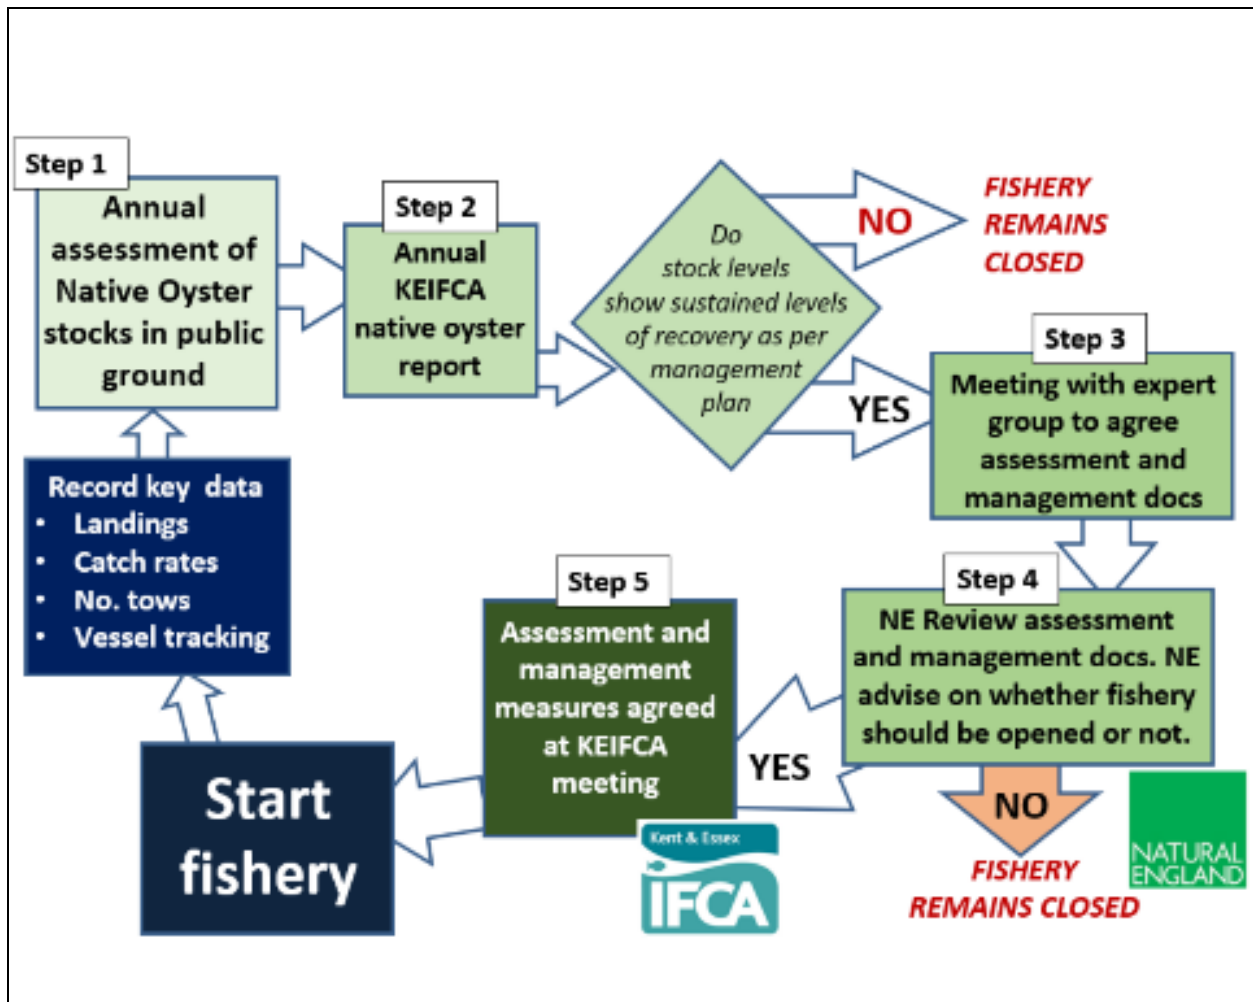 Step 1
Annual
assessment of
Native Oyster
stocks in public
ground
Step 2
Annual
KEIFCA
native oyster
report
Do
stock levels
show sustained levels
of recovery as per
management
plan
NO
FISHERY
REMAINS
CLOSED
YES
Step 3
Meeting with expert
group to agree
assessment and
management docs
Step 4
NE Review assessment
and management docs. NE
advise on whether fishery
should be opened or not.
NO
FISHERY
REMAINS CLOSED
NATURAL
ENGLAND
YES
Step 5
Assessment and
management
measures agreed
at KEIFCA
meeting
Kent & Essex
IFCA
Start
fishery
Record key data
• Landings
• Catch rates
• No. tows
• Vessel tracking